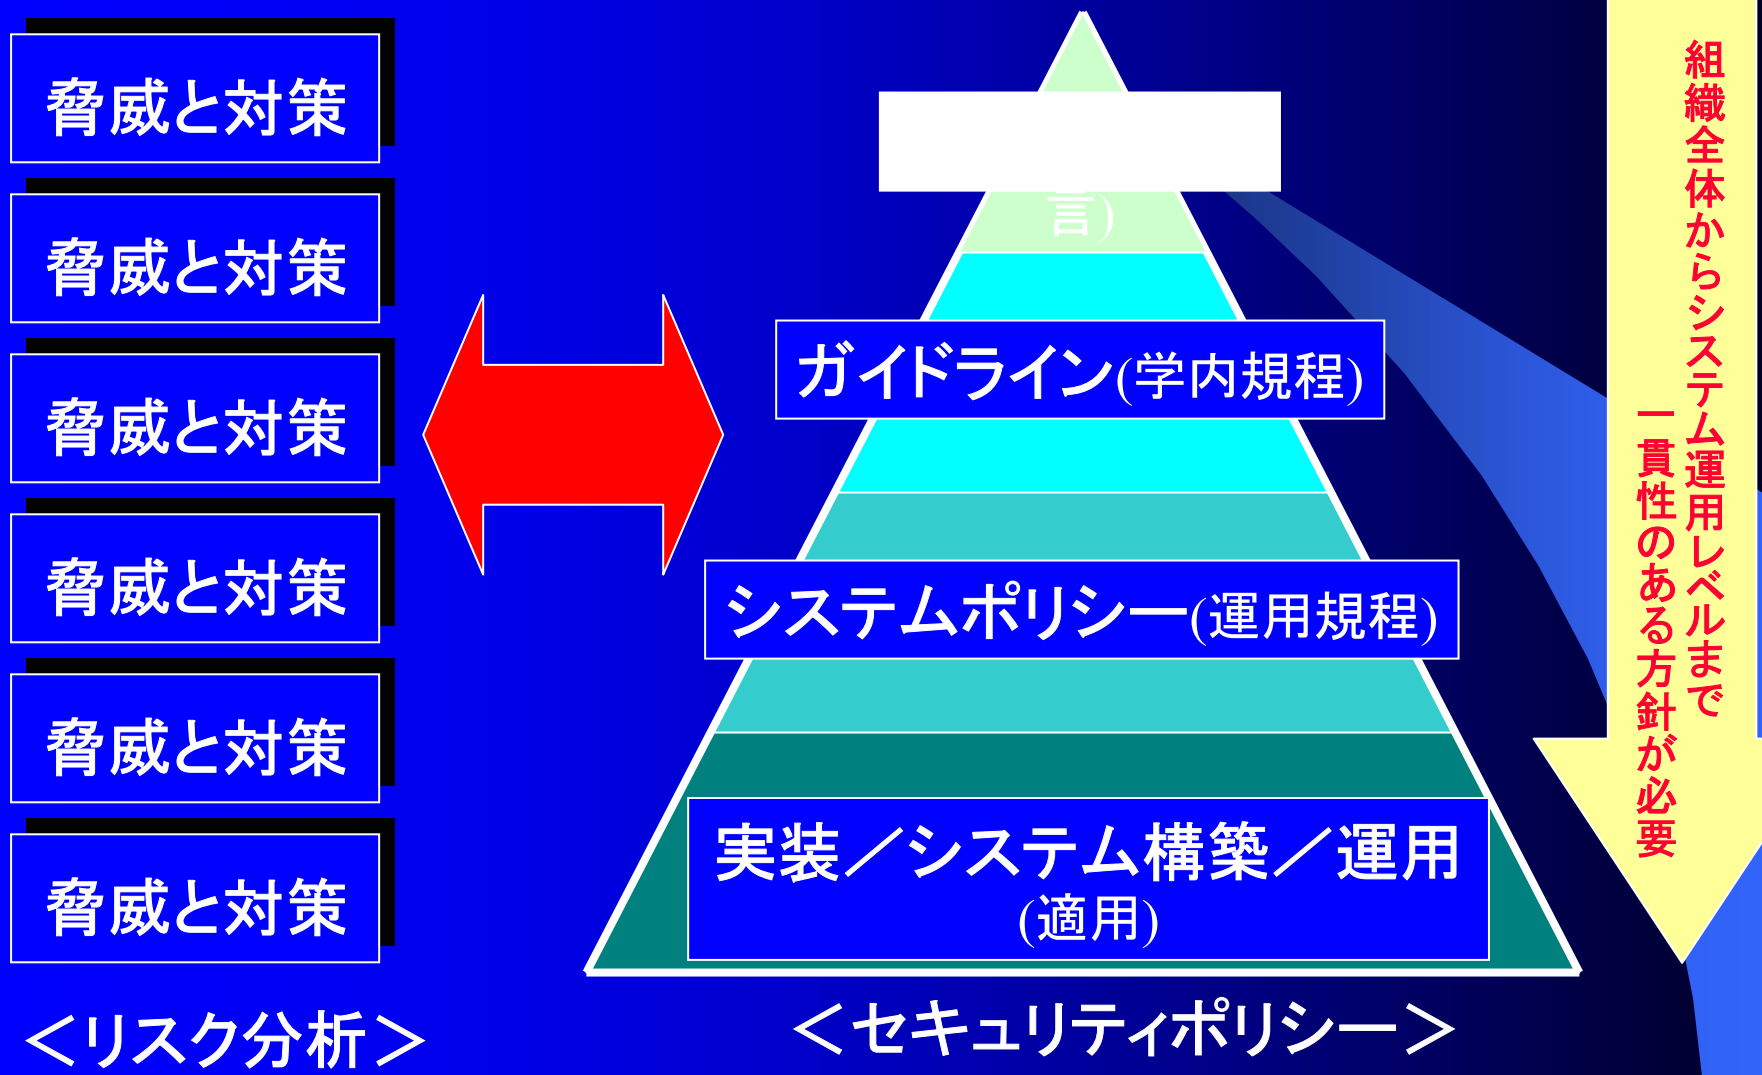 脅威と対策
脅威と対策
脅威と対策
脅威と対策
脅威と対策
脅威と対策
＜リスク分析＞
言)
ガイドライン(学内規程)
システムポリシー(運用規程)
実装／システム構築／運用
(適用)
＜セキュリティポリシー＞
組織全体からシステム運用レベルまで
一貫性のある方針が必要